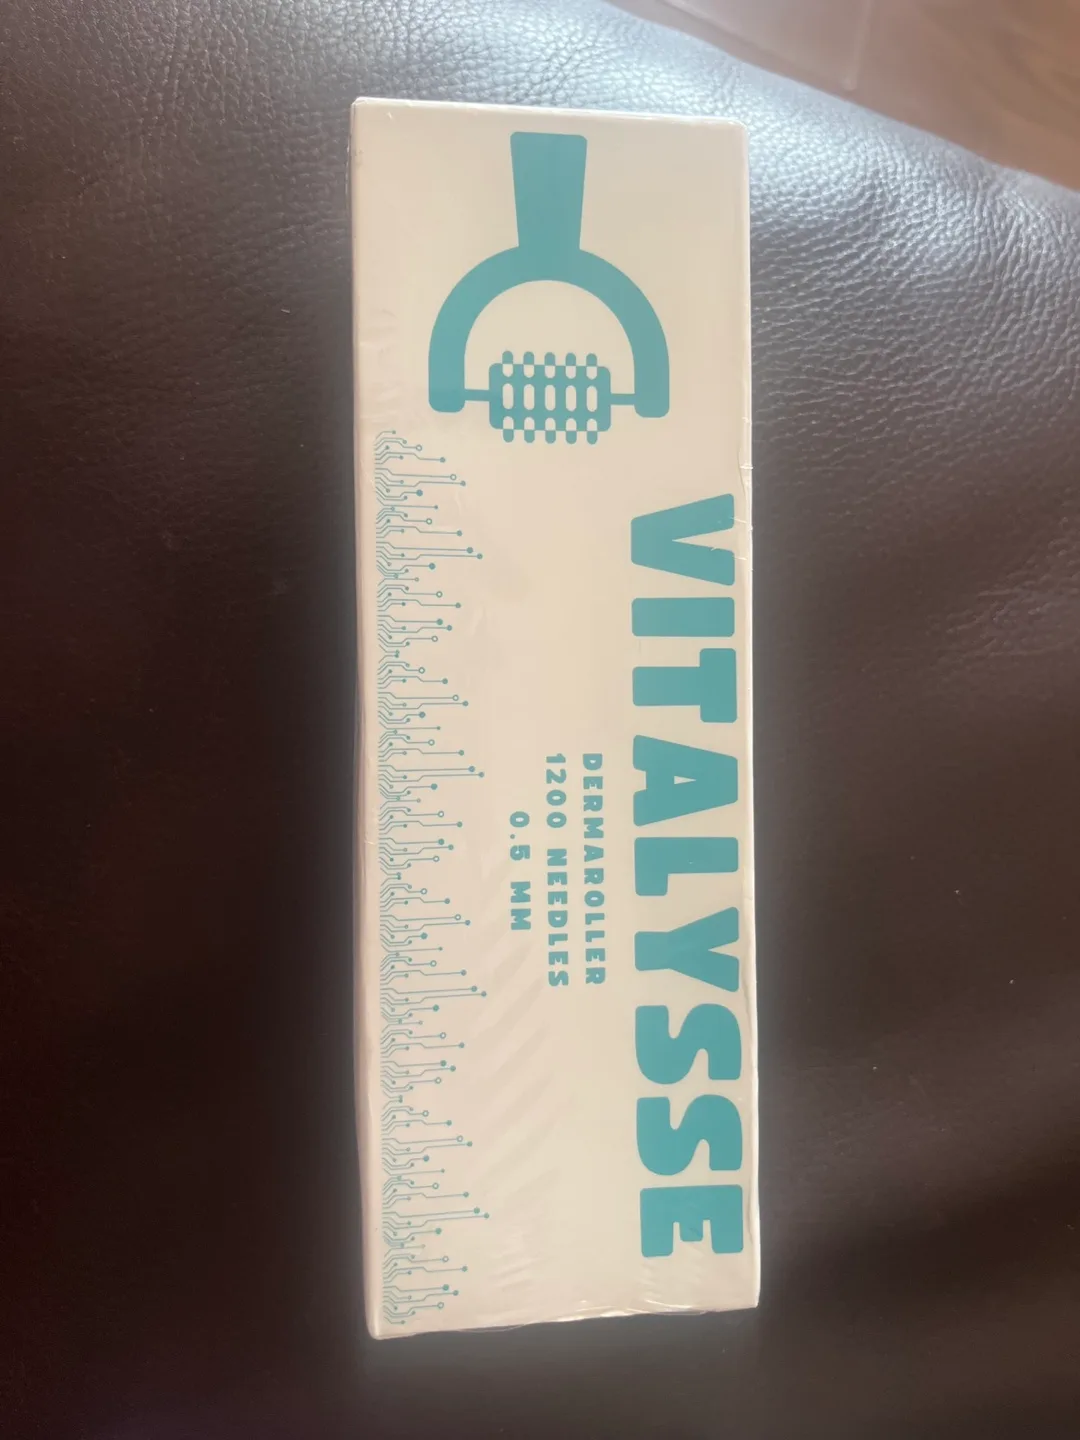 VITALYSSE
DERMAROLLER
1200 NEEDLES
0.5 MM